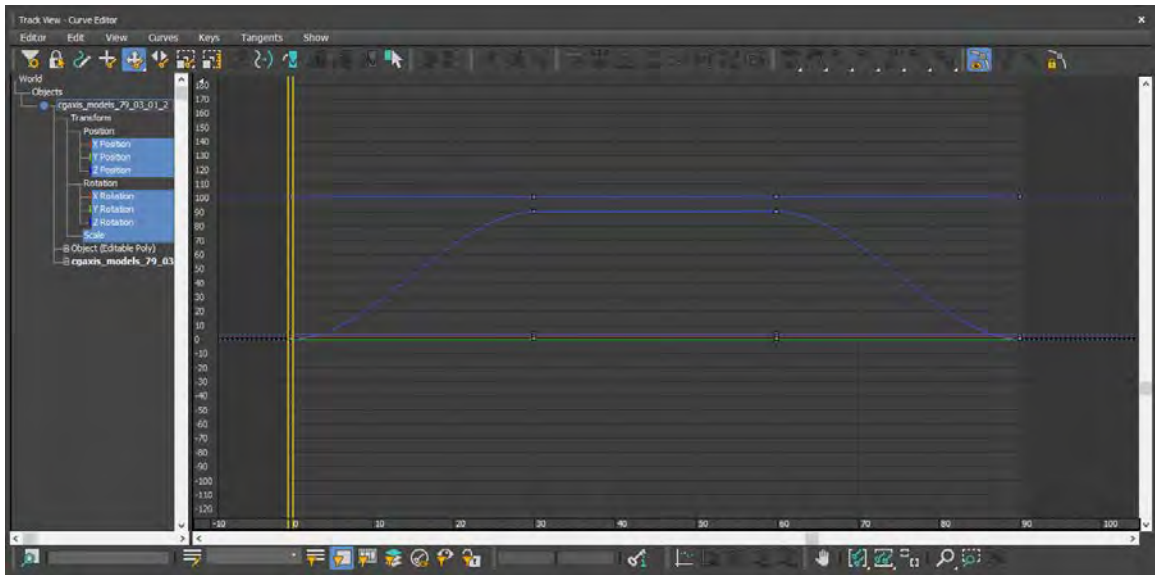 Track View - Curve Editor
Editor Edit View Curves Keys Tangents Show
World
Objects
cgaxis_models_79_03_01_2
Transform
Position
X Position
Y Position
Z Position
Rotation
X Rotation
Y Rotation
Z Rotation
Scale
Object (Editable Poly)
cgaxis_models_79_03
180
170
160
150
140
130
120
110
100
90
80
70
60
50
40
30
20
10
0
-10
-20
-30
-40
-50
-60
-70
-80
-90
-100
-110
-120
-10 0 10 20 30 40 50 60 70 80 90 100